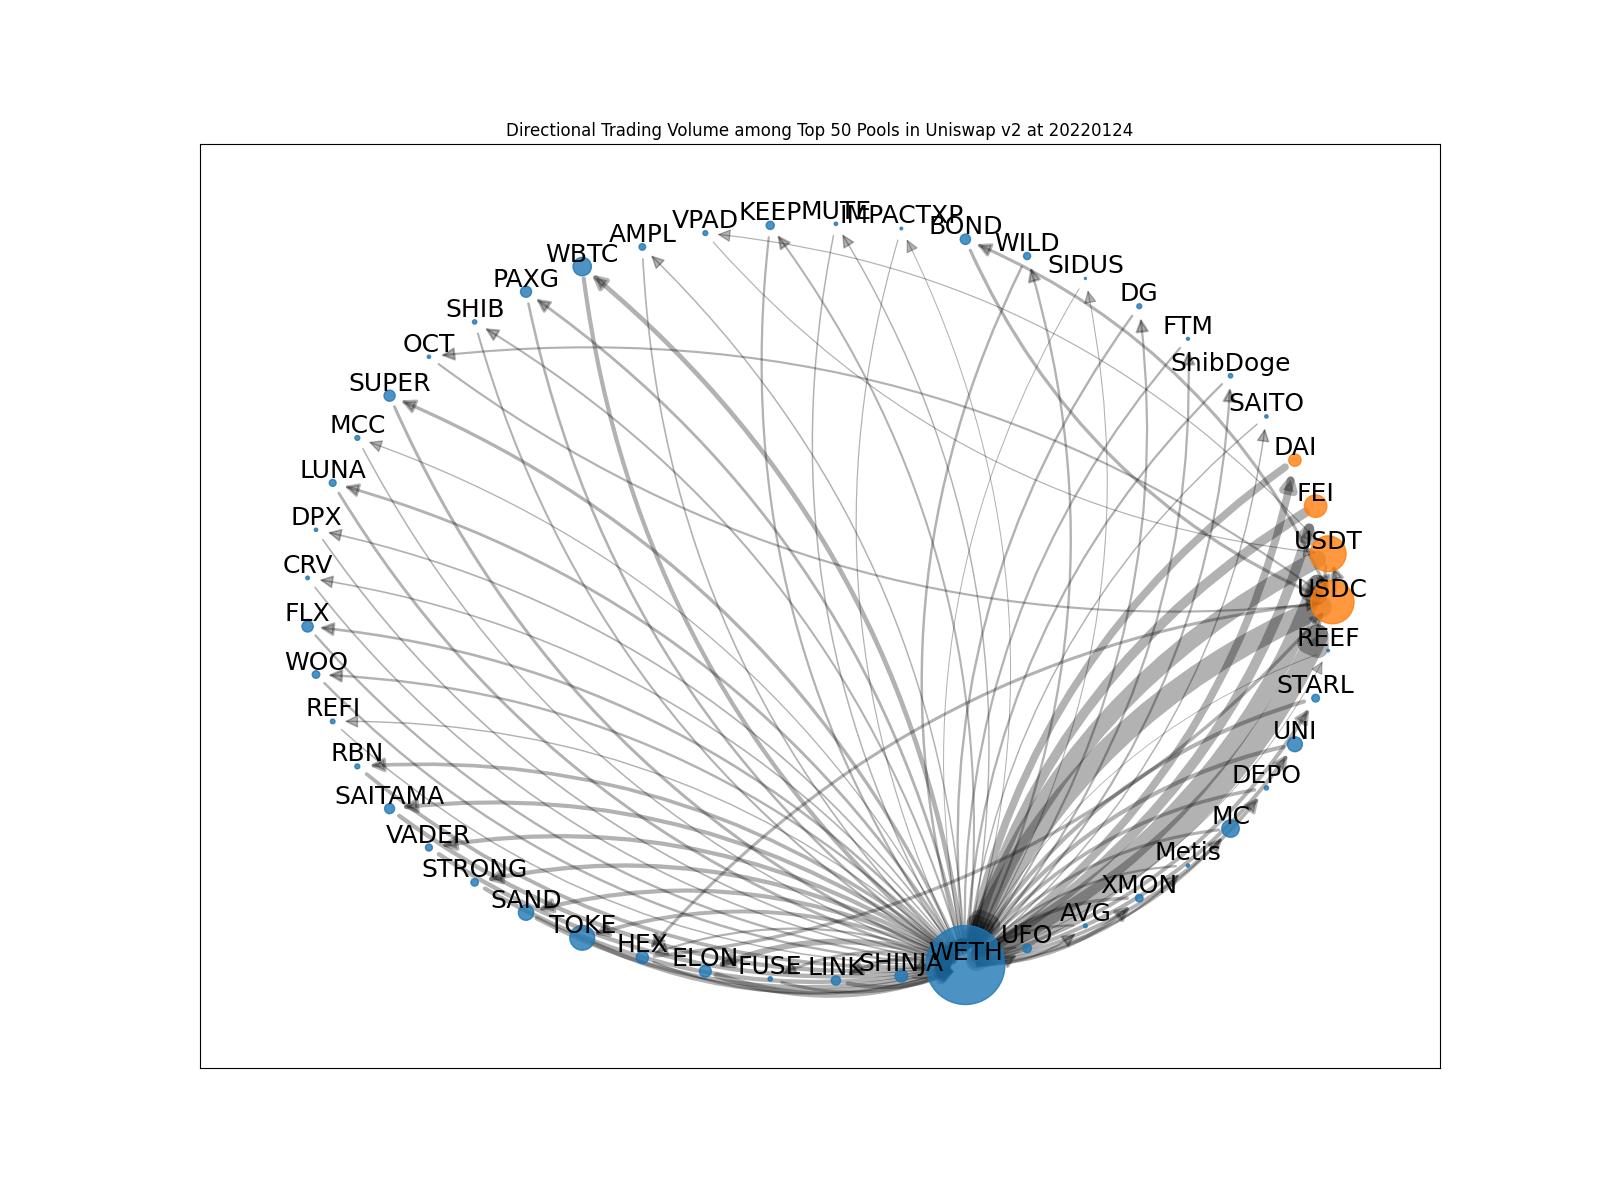 Directional Trading Volume among Top 50 Pools in Uniswap v2 at 20220124
KEEP
MUTE
IMPACTXP
VPAD
BOND
AMPL
WILD
WBTC
SIDUS
PAXG
DG
SHIB
FTM
OCT
ShibDoge
SUPER
SAITO
MCC
DAI
LUNA
FEI
DPX
USDT
CRV
USDC
FLX
REEF
WOO
STARL
REFI
UNI
RBN
DEPO
SAITAMA
MC
VADER
Metis
STRONG
XMON
SAND
AVG
TOKE
UFO
HEX
WETH
ELON
FUSE
LINK
SHINJA